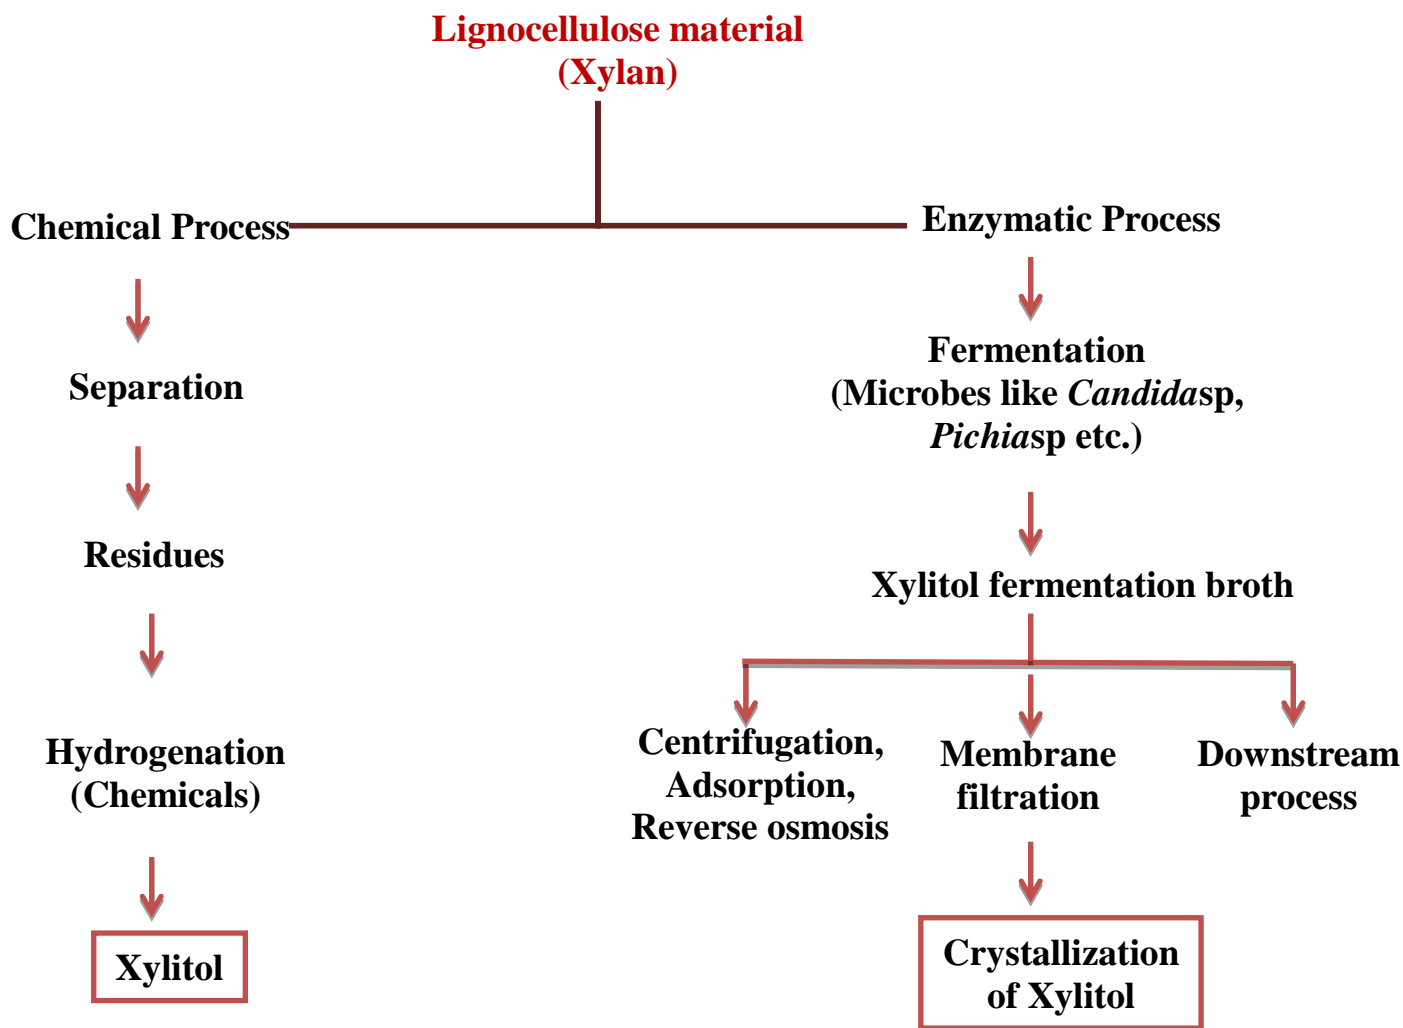 Lignocellulose material
(Xylan)
Chemical Process
Enzymatic Process
Separation
Fermentation
(Microbes like Candidasp,
Pichiasp etc.)
Residues
Xylitol fermentation broth
Hydrogenation
(Chemicals)
Centrifugation,
Adsorption,
Reverse osmosis
Membrane
filtration
Downstream
process
Xylitol
Crystallization
of Xylitol